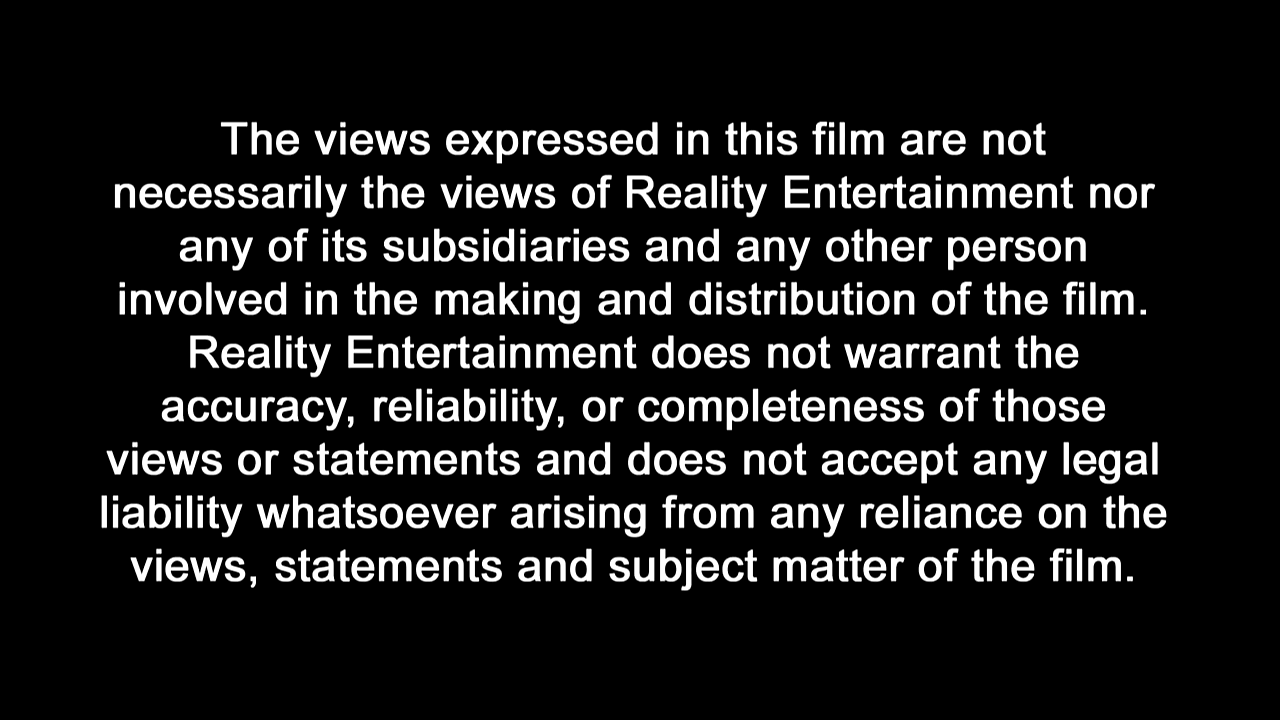 The views expressed in this film are not
necessarily the views of Reality Entertainment nor
any of its subsidiaries and any other person
involved in the making and distribution of the film.
Reality Entertainment does not warrant the
accuracy, reliability, or completeness of those
views or statements and does not accept any legal
liability whatsoever arising from any reliance on the
views, statements and subject matter of the film.